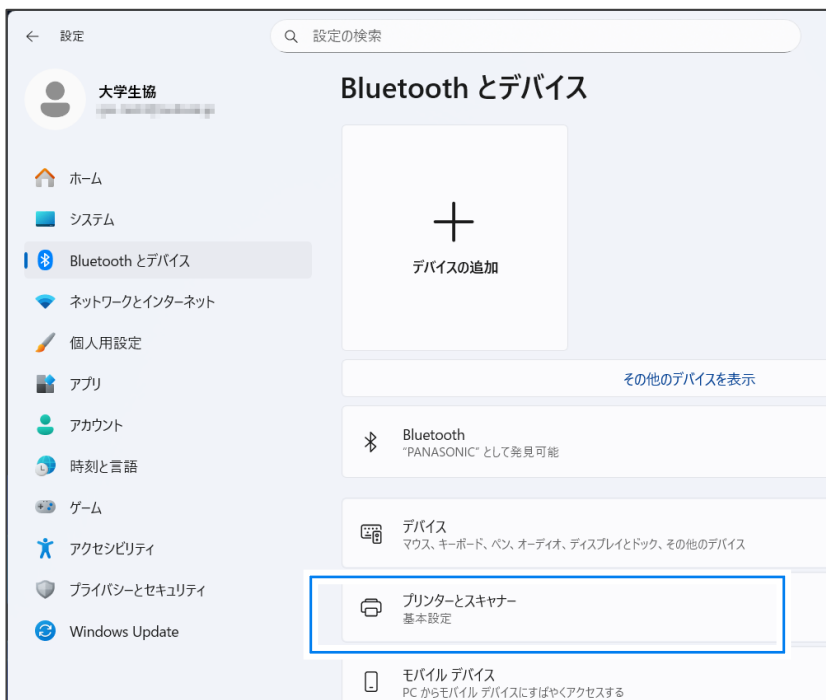 設定
設定の検索
大学生協
Bluetooth とデバイス
ホーム
システム
Bluetooth とデバイス
ネットワークとインターネット
個人用設定
アプリ
アカウント
時刻と言語
ゲーム
アクセシビリティ
プライバシーとセキュリティ
Windows Update
デバイスの追加
その他のデバイスを表示
Bluetooth
"PANASONIC" として発見可能
デバイス
マウス、キーボード、ペン、オーディオ、ディスプレイとドック、その他のデバイス
プリンターとスキャナー
基本設定
モバイル デバイス
PC からモバイル デバイスにすばやくアクセスする